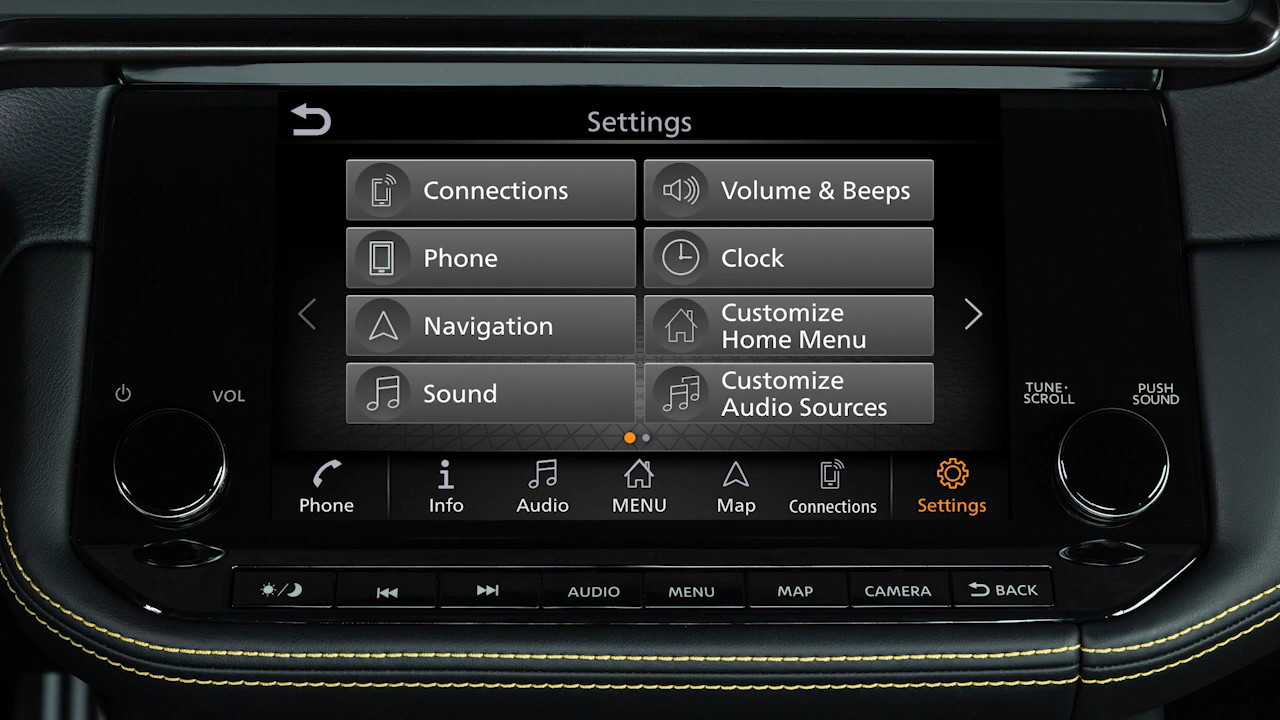 Settings
Connections
Volume & Beeps
Phone
Clock
Navigation
Customize
Home Menu
Sound
Customize
Audio Sources
VOL
TUNE·
SCROLL
PUSH
SOUND
Phone
Info
Audio
MENU
Map
Connections
Settings
AUDIO
MENU
MAP
CAMERA
BACK